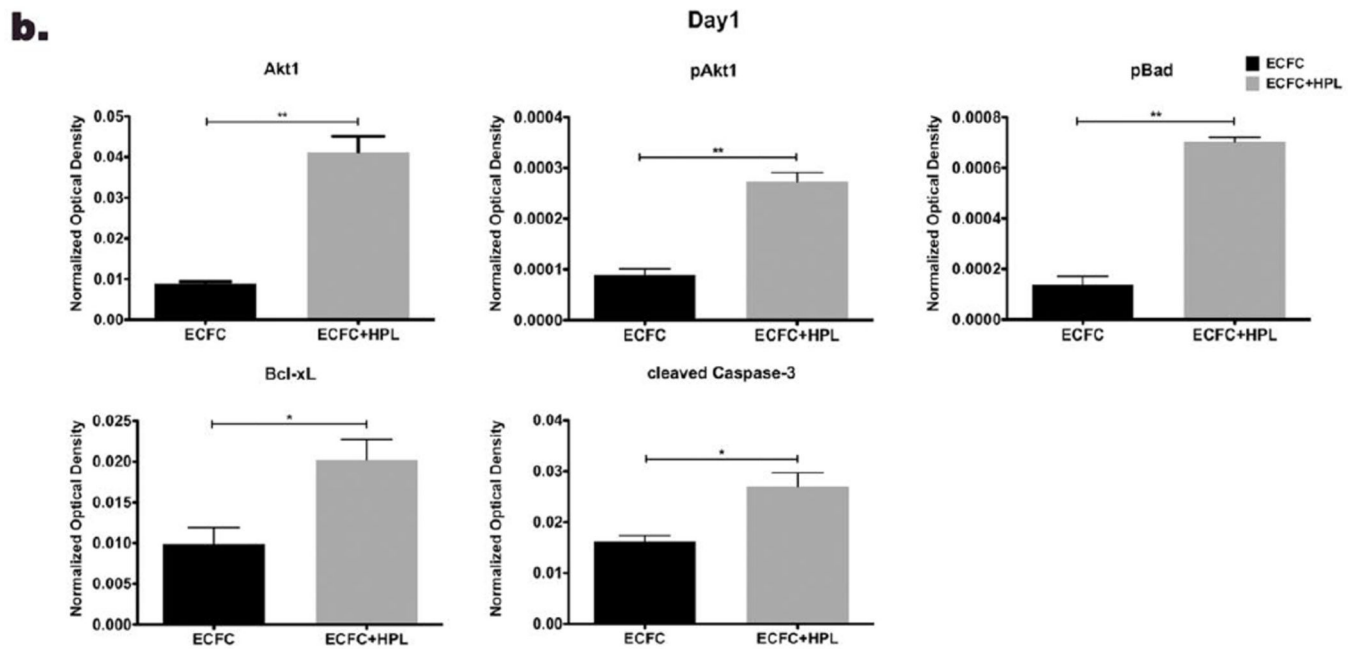 b.
Day1
Akt1
Normalized Optical Density
0.05
0.04
0.03
0.02
0.01
0.00
**
ECFC
ECFC+HPL
pAkt1
Normalized Optical Density
0.0004
0.0003
0.0002
0.0001
0.0000
**
ECFC
ECFC+HPL
pBad
Normalized Optical Density
0.0008
0.0006
0.0004
0.0002
0.0000
**
ECFC
ECFC+HPL
ECFC
ECFC+HPL
Bcl-xL
Normalized Optical Density
0.025
0.020
0.015
0.010
0.005
0.000
*
ECFC
ECFC+HPL
cleaved Caspase-3
Normalized Optical Density
0.04
0.03
0.02
0.01
0.00
*
ECFC
ECFC+HPL